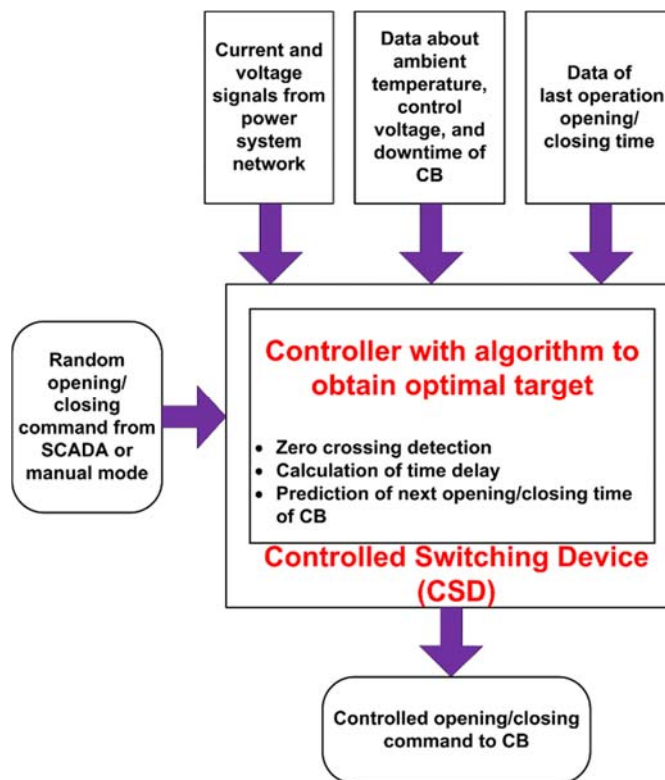 Current and
voltage
signals from
power
system
network
Data about
ambient
temperature,
control
voltage, and
downtime of
CB
Data of
last operation
opening/
closing time
Random
opening/
closing
command from
SCADA or
manual mode
Controller with algorithm to
obtain optimal target
• Zero crossing detection
• Calculation of time delay
• Prediction of next opening/closing time
of CB
Controlled Switching Device
(CSD)
Controlled opening/closing
command to CB